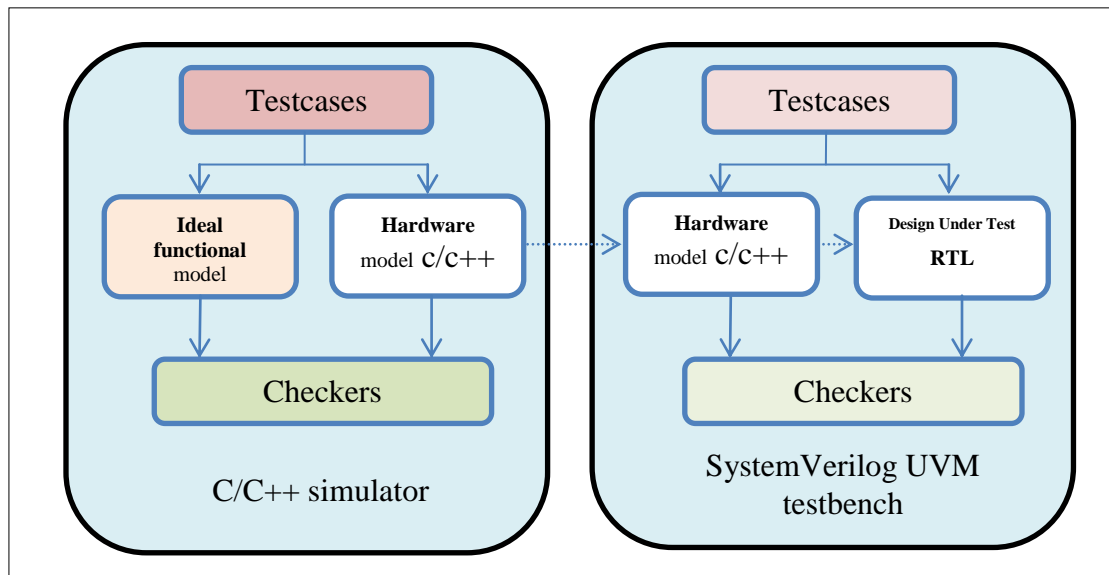 Testcases
Ideal
functional
model
Hardware
model c/c++
Checkers
C/C++ simulator
Testcases
Hardware
model c/c++
Design Under Test
RTL
Checkers
SystemVerilog UVM
testbench